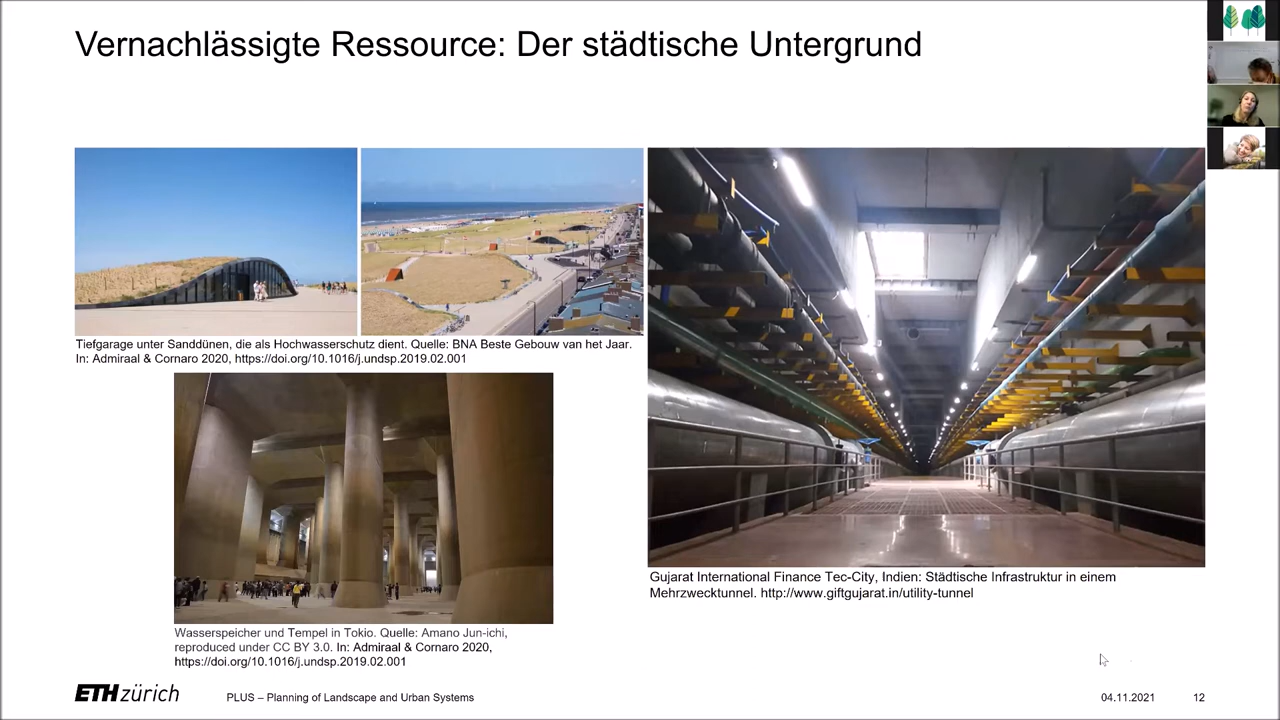 Vernachlässigte Ressource: Der städtische Untergrund
Tiefgarage unter Sanddünen, die als Hochwasserschutz dient. Quelle: BNA Beste Gebouw van het Jaar.
In: Admiraal & Cornaro 2020, https://doi.org/10.1016/j.undsp.2019.02.001
Wasserspeicher und Tempel in Tokio. Quelle: Amano Jun-ichi,
reproduced under CC BY 3.0. In: Admiraal & Cornaro 2020,
https://doi.org/10.1016/j.undsp.2019.02.001
Gujarat International Finance Tec-City, Indien: Städtische Infrastruktur in einem
Mehrzwecktunnel. http://www.giftgujarat.in/utility-tunnel
ETH zürich
PLUS – Planning of Landscape and Urban Systems
04.11.2021
12